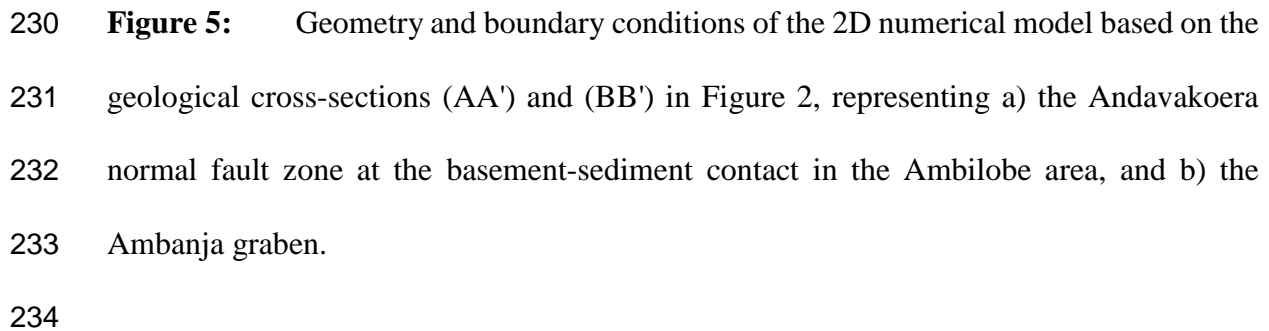 230 Figure 5: Geometry and boundary conditions of the 2D numerical model based on the
231 geological cross-sections (AA') and (BB') in Figure 2, representing a) the Andavakoera
232 normal fault zone at the basement-sediment contact in the Ambilobe area, and b) the
233 Ambanja graben.
234